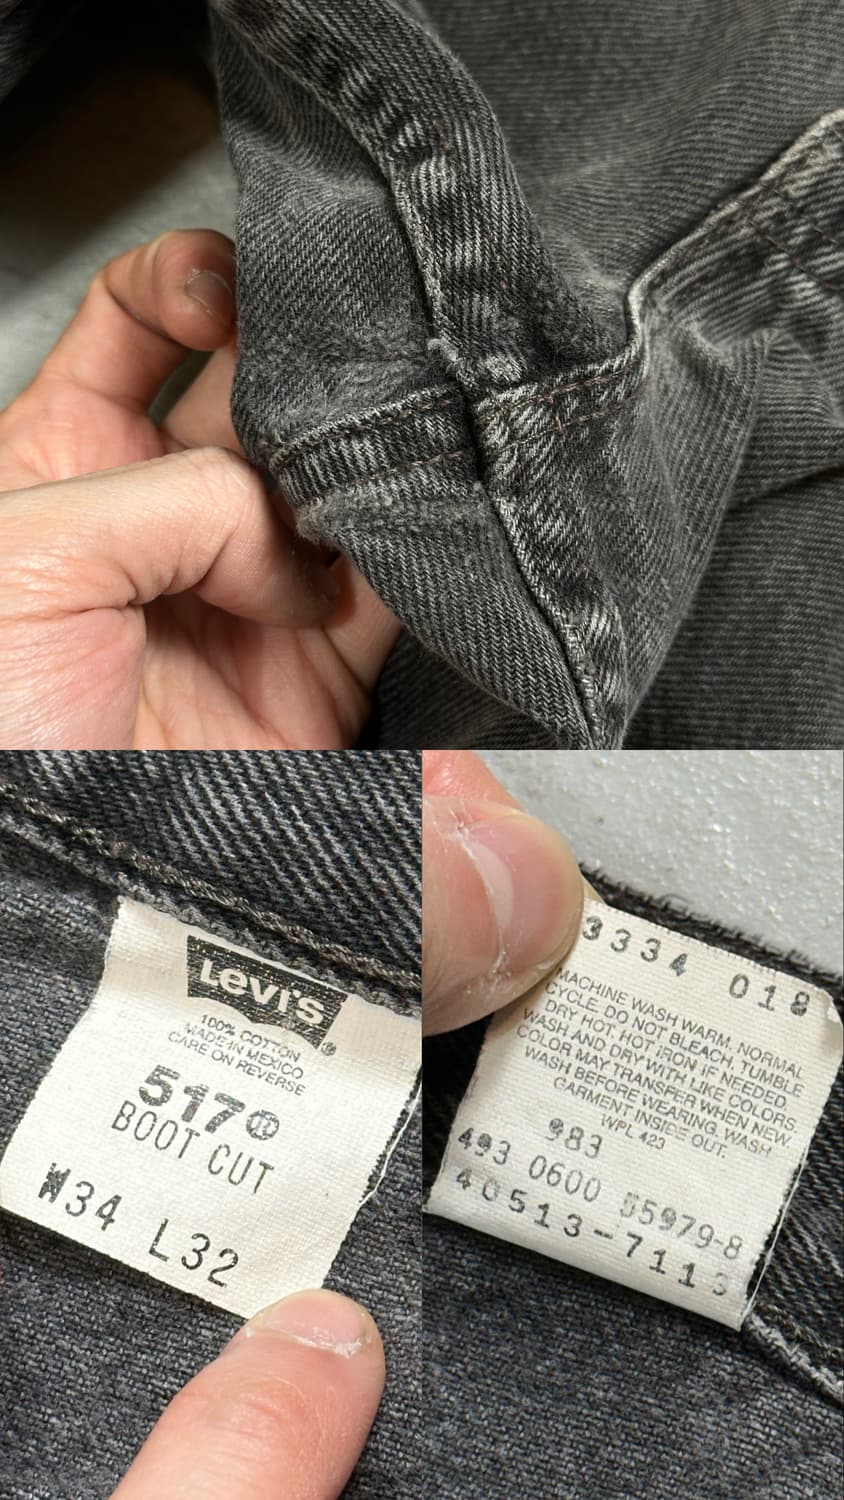 Levi's
®
100% COTTON
MADE IN MEXICO
CARE ON REVERSE
517®
BOOT CUT
W34 L32
3334 018
MACHINE WASH WARM, NORMAL
CYCLE. DO NOT BLEACH, TUMBLE
DRY HOT. HOT IRON IF NEEDED.
WASH AND DRY WITH LIKE COLORS.
COLOR MAY TRANSFER WHEN NEW.
WASH BEFORE WEARING. WASH
GARMENT INSIDE OUT.
WPL 423
983
493 0600 55979-8
40513-7113